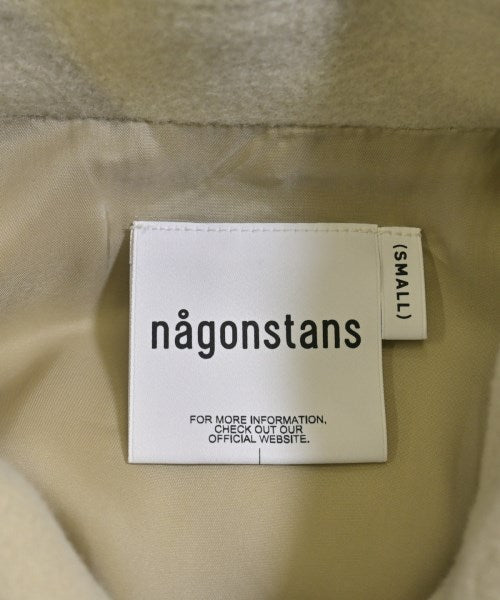 någonstans
(SMALL)
FOR MORE INFORMATION,
CHECK OUT OUR
OFFICIAL WEBSITE.